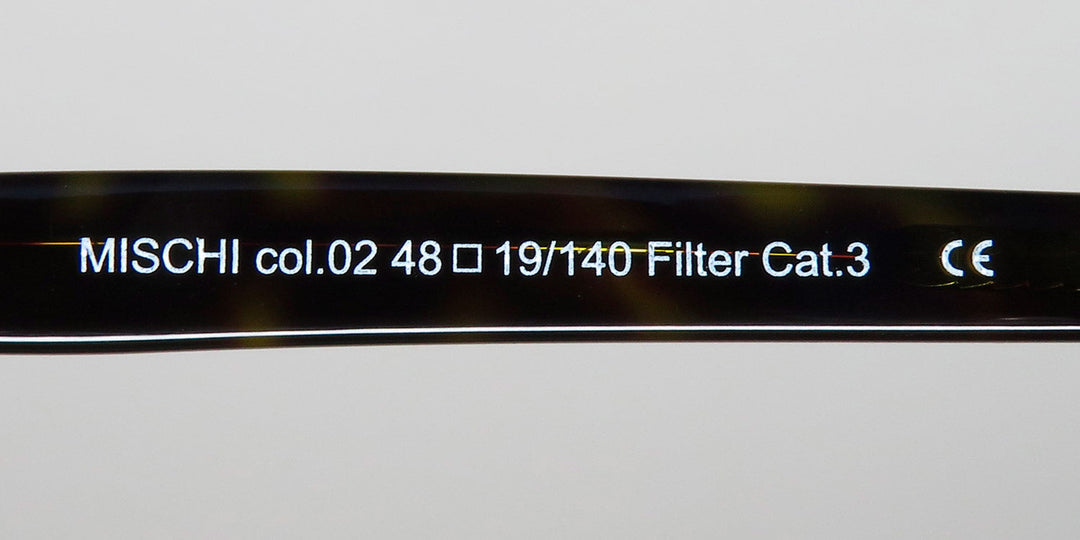 MISCHI col.02 48□19/140 Filter Cat.3 CE